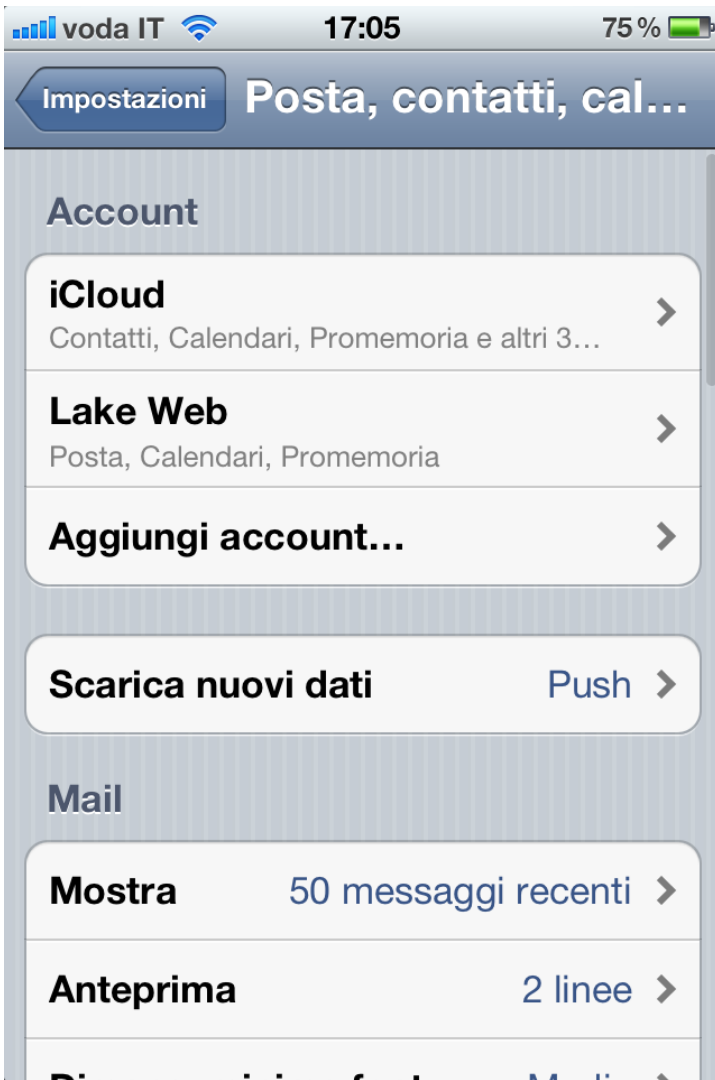 voda IT 17:05 75 %
Impostazioni Posta, contatti, cal...
Account
iCloud
Contatti, Calendari, Promemoria e altri 3...
Lake Web
Posta, Calendari, Promemoria
Aggiungi account...
Scarica nuovi dati Push
Mail
Mostra 50 messaggi recenti
Anteprima 2 linee